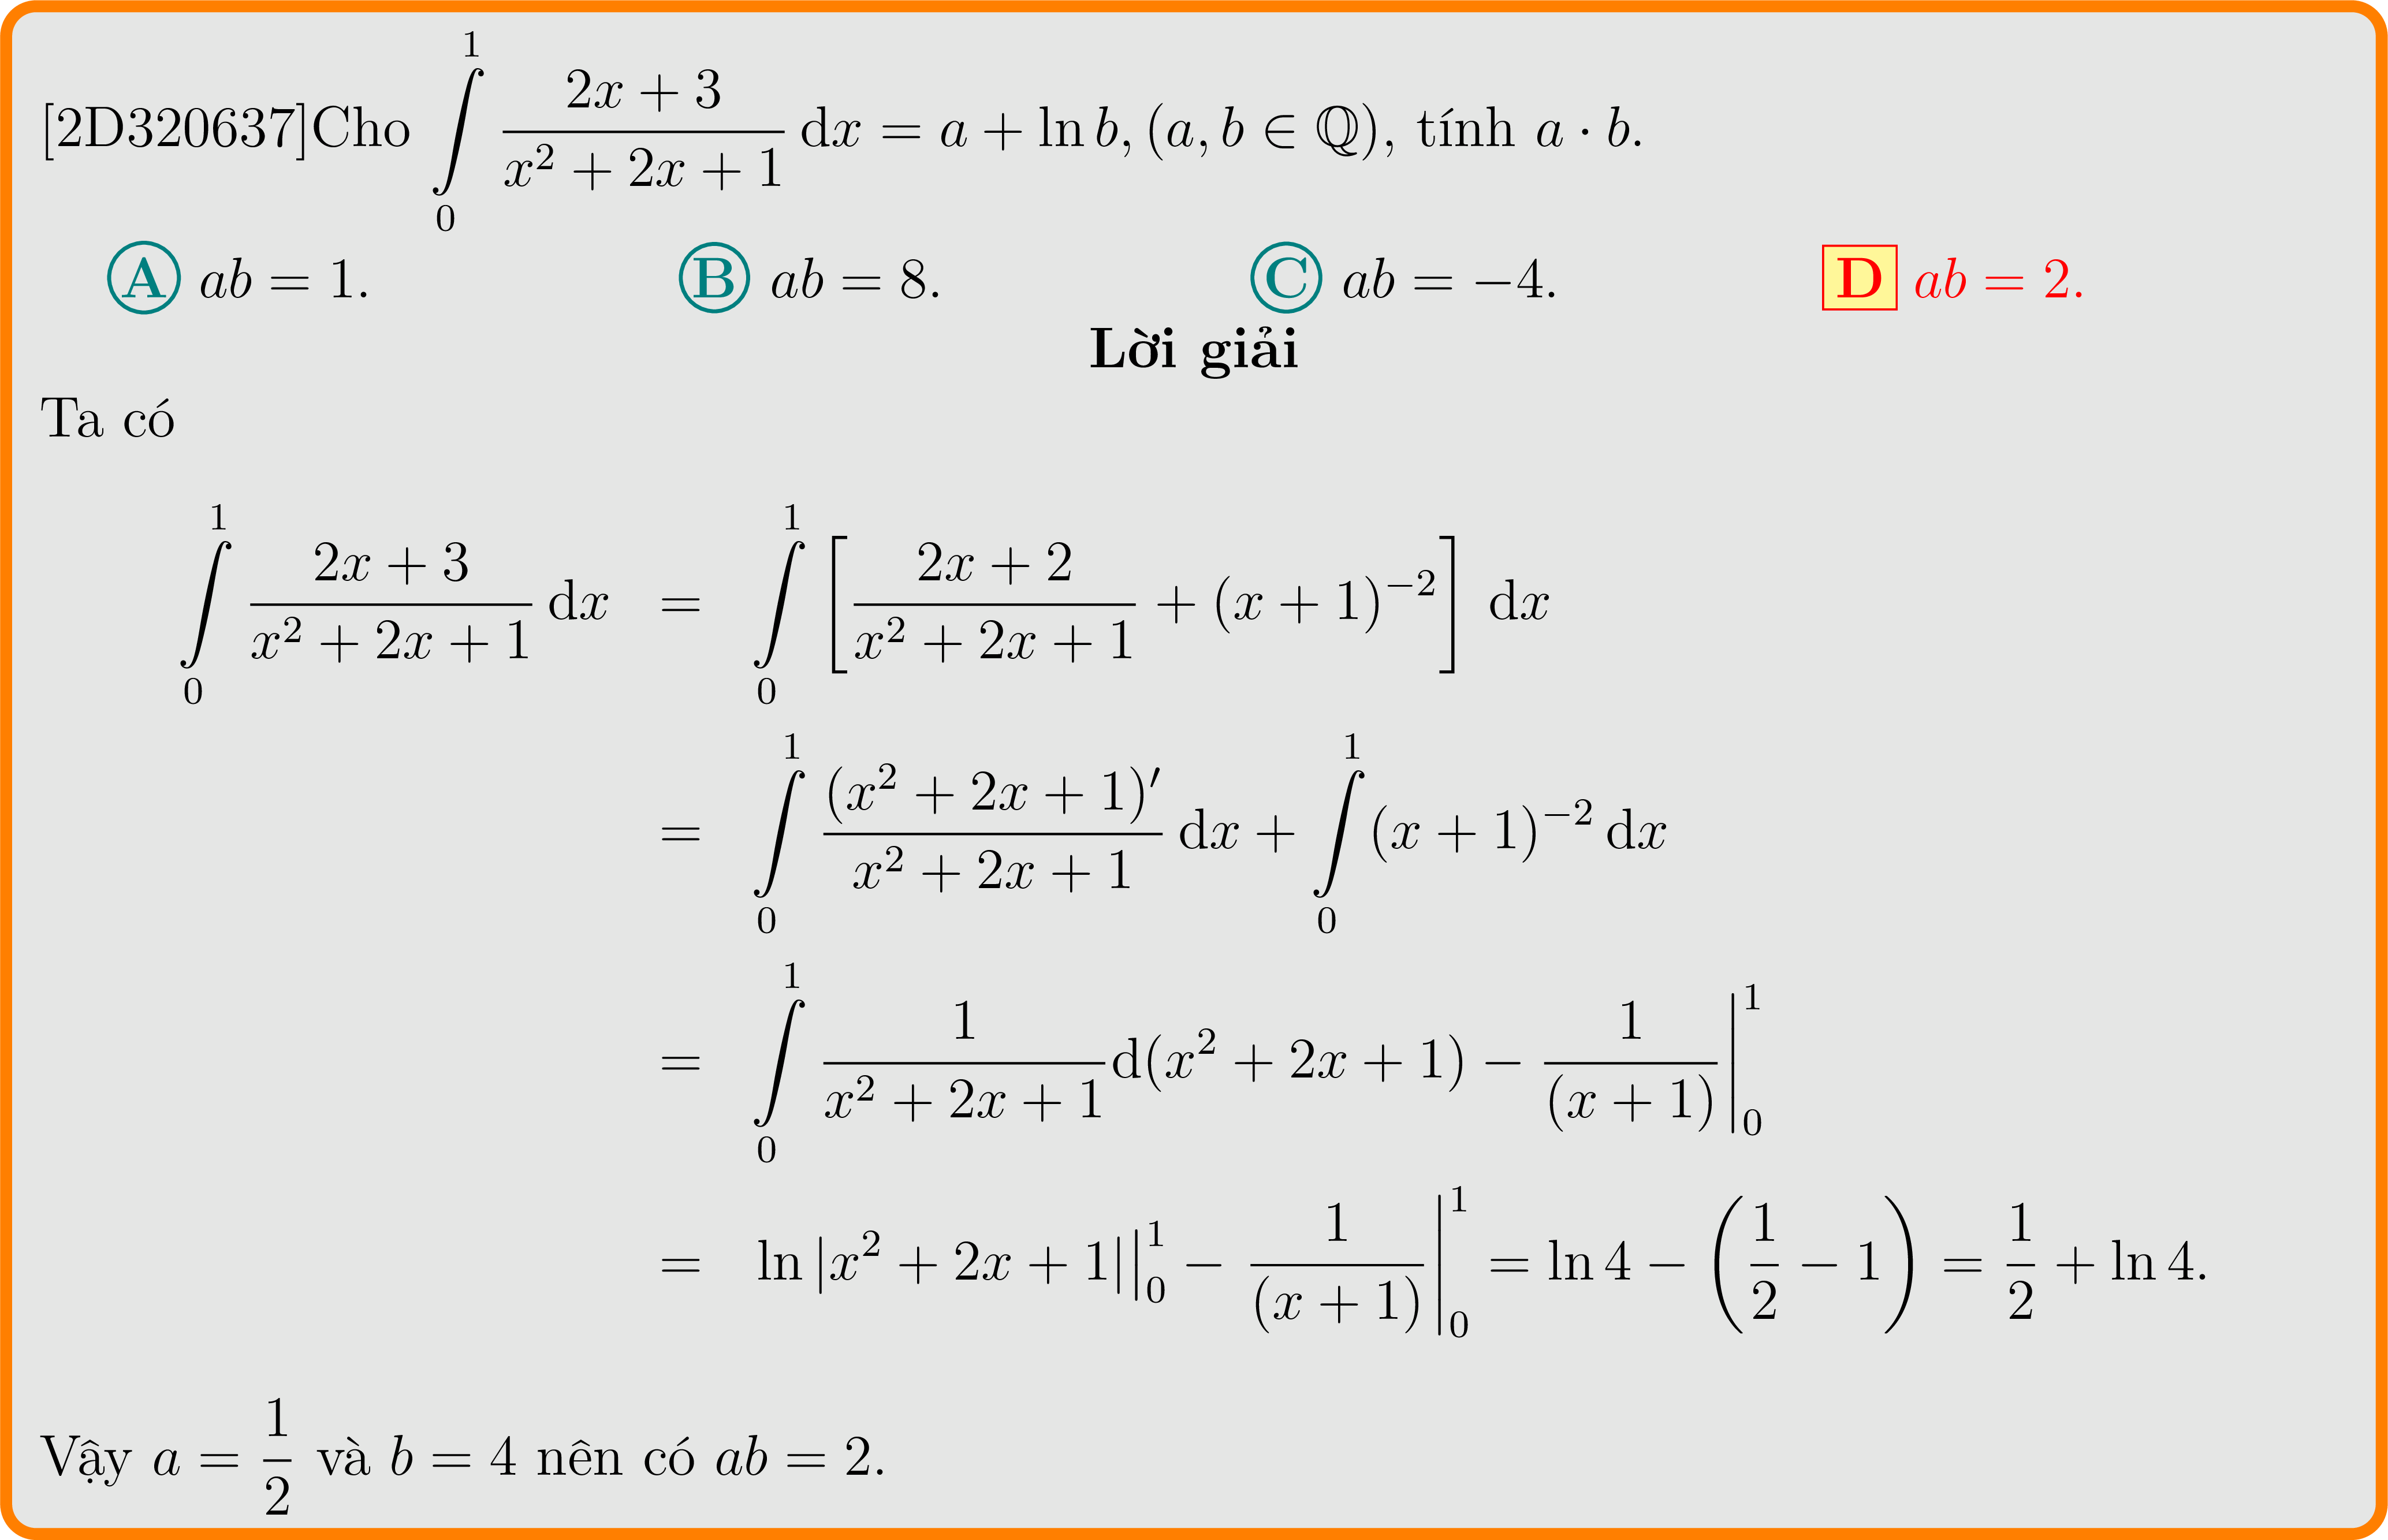 [2D320637]Cho $\int\limits_0^1 \frac{2x+3}{x^2+2x+1}\,\mathrm{d}x = a + \ln b, (a, b \in \mathbb{Q})$, tính $a \cdot b$.
A $ab = 1$. B $ab = 8$. C $ab = -4$. D $ab = 2$.
Lời giải
Ta có
$\int\limits_0^1 \frac{2x+3}{x^2+2x+1}\,\mathrm{d}x = \int\limits_0^1 \left[\frac{2x+2}{x^2+2x+1} + (x+1)^{-2}\right]\,\mathrm{d}x$
$= \int\limits_0^1 \frac{(x^2+2x+1)'}{x^2+2x+1}\,\mathrm{d}x + \int\limits_0^1 (x+1)^{-2}\,\mathrm{d}x$
$= \int\limits_0^1 \frac{1}{x^2+2x+1}\mathrm{d}(x^2+2x+1) - \left.\frac{1}{(x+1)}\right|_0^1$
$= \left.\ln|x^2+2x+1|\right|_0^1 - \left.\frac{1}{(x+1)}\right|_0^1 = \ln 4 - \left(\frac{1}{2} - 1\right) = \frac{1}{2} + \ln 4.$
Vậy $a = \frac{1}{2}$ và $b = 4$ nên có $ab = 2$.